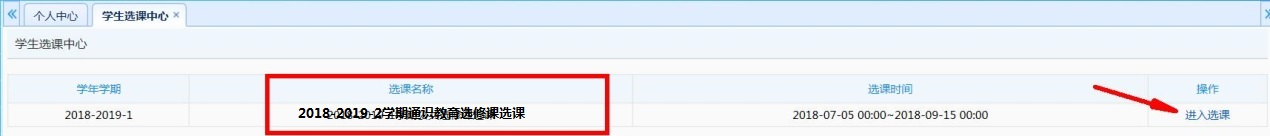 个人中心 学生选课中心
学生选课中心
学年学期 选课名称 选课时间 操作
2018-2019-1 2018-2019-2学期通识教育选修课选课 2018-07-05 00:00~2018-09-15 00:00 进入选课